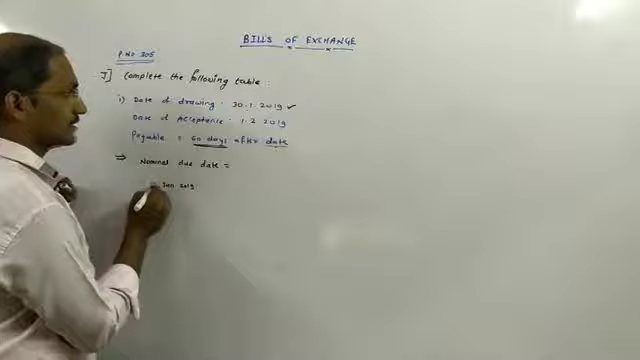 BILLS OF EXCHANGE
P.NO 305
J] Complete the following table :
i) Date of drawing - 30.1.2019 ✓
Date of Acceptance - 1.2.2019
Payable = 60 days after date
⇒ Nominal due date =
Jan 2019